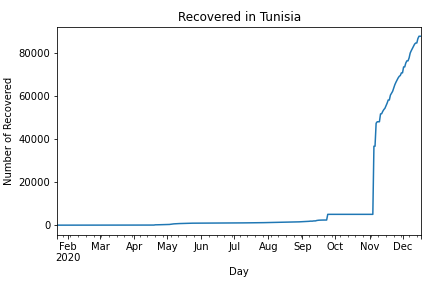 Recovered in Tunisia
Number of Recovered
80000
60000
40000
20000
0
Feb Mar Apr May Jun Jul Aug Sep Oct Nov Dec
2020
Day